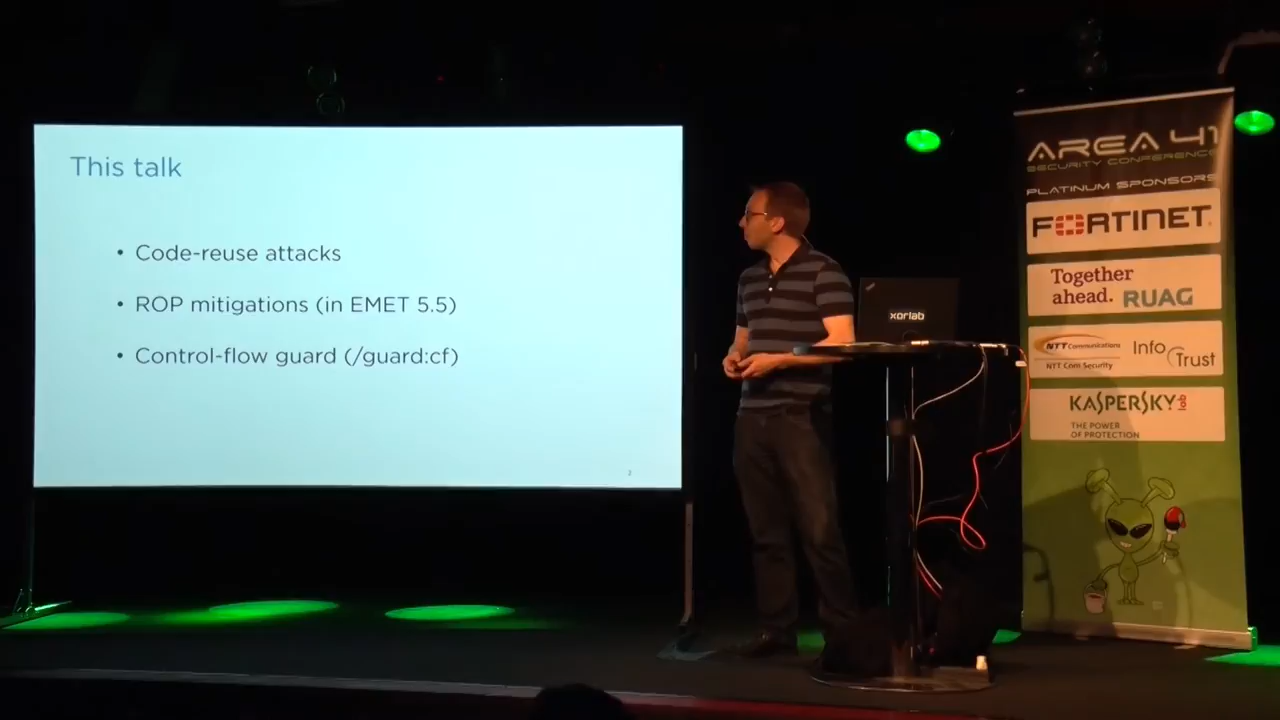 This talk
• Code-reuse attacks
• ROP mitigations (in EMET 5.5)
• Control-flow guard (/guard:cf)
xorlab
AREA 41
SECURITY CONFERENCE
PLATINUM SPONSORS
FORTINET
Together
ahead. RUAG
NTT Communications
NTT Com Security
Info
Trust
KASPERSKY lab
THE POWER
OF PROTECTION